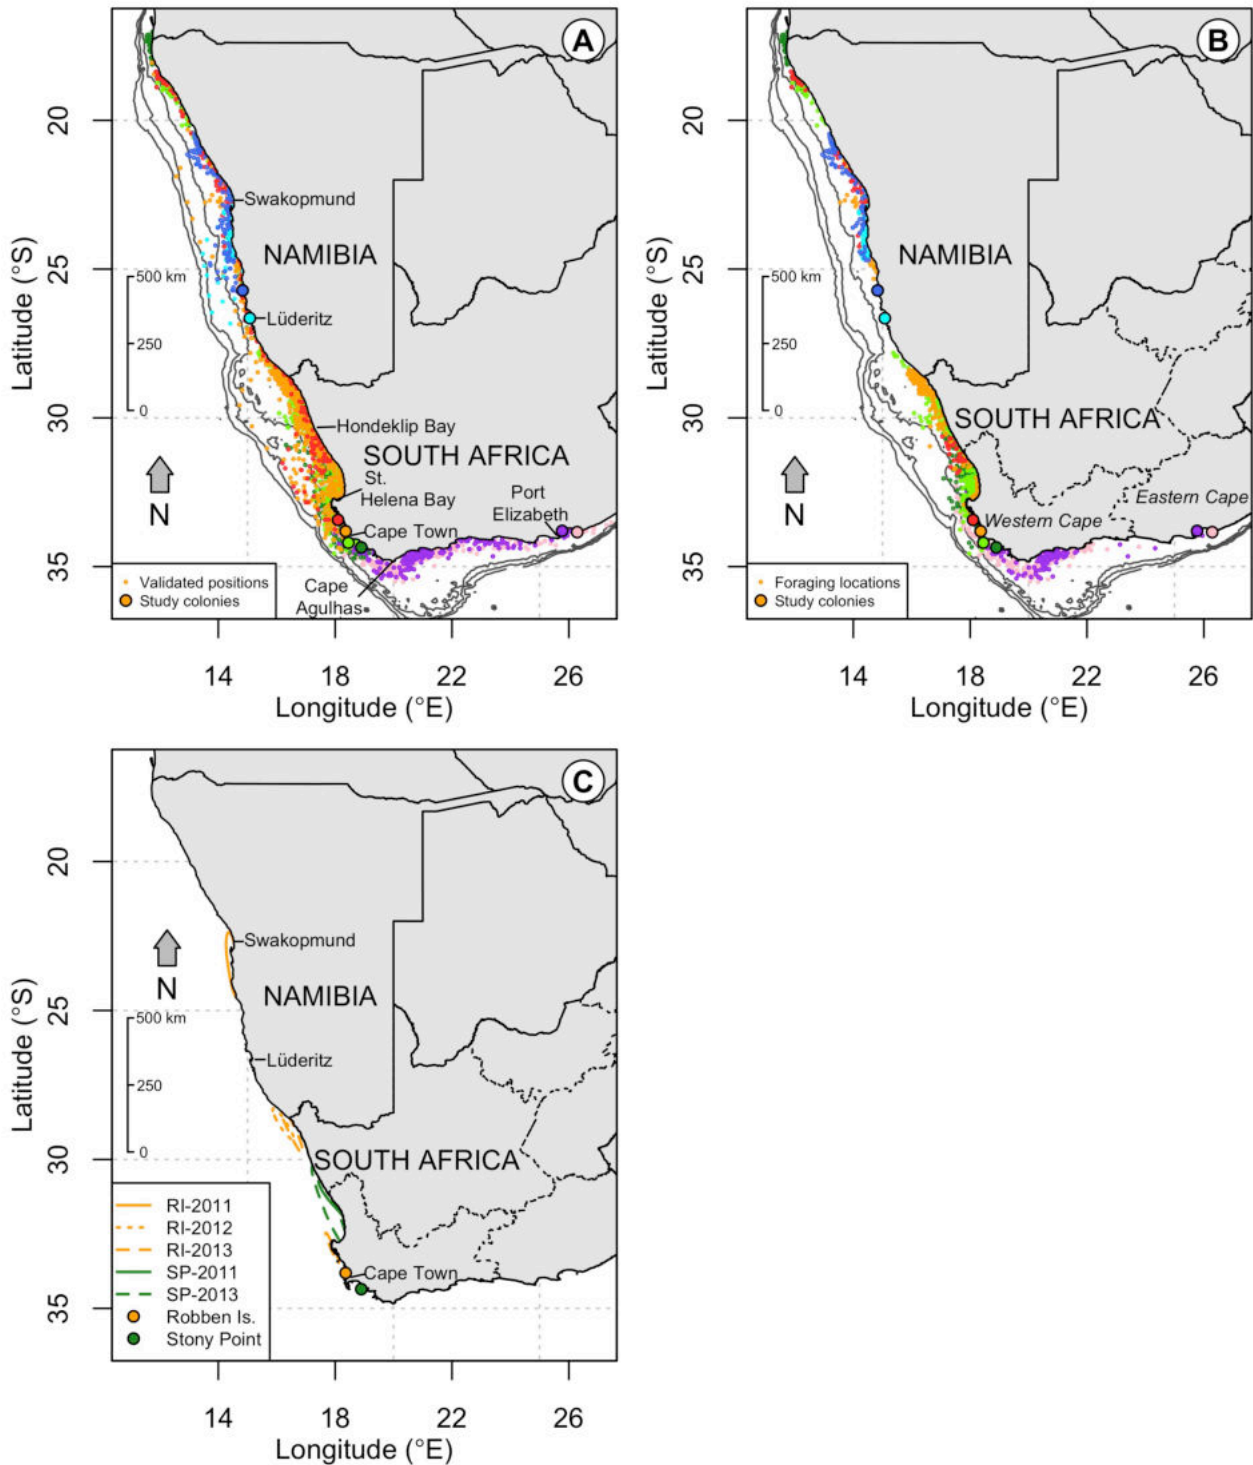 A
20
25
30
35
Latitude (°S)
Swakopmund
NAMIBIA
500 km
250
0
Lüderitz
Hondeklip Bay
SOUTH AFRICA
St.
Helena Bay
Port
Elizabeth
Cape Town
Cape
Agulhas
N
Validated positions
Study colonies
14
18
22
26
Longitude (°E)
B
20
25
30
35
Latitude (°S)
NAMIBIA
500 km
250
0
SOUTH AFRICA
N
Eastern Cape
Western Cape
Foraging locations
Study colonies
14
18
22
26
Longitude (°E)
C
20
25
30
35
Latitude (°S)
Swakopmund
N
NAMIBIA
500 km
250
0
Lüderitz
SOUTH AFRICA
RI-2011
RI-2012
RI-2013
SP-2011
SP-2013
Robben Is.
Stony Point
Cape Town
14
18
22
26
Longitude (°E)